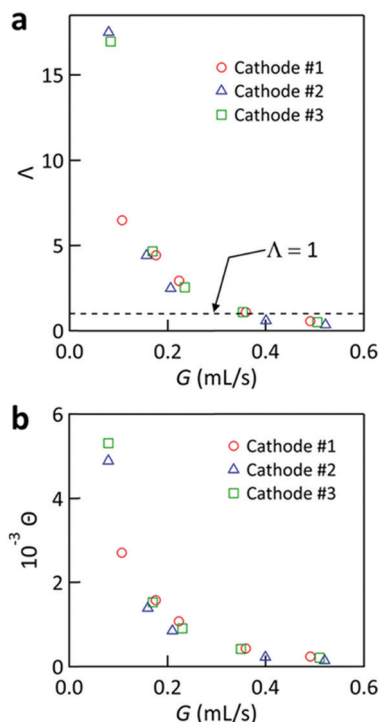 a
15
10
5
0
Λ
Cathode #1
Cathode #2
Cathode #3
Λ = 1
0.0 0.2 0.4 0.6
G (mL/s)
b
6
4
2
0
10⁻³ Θ
Cathode #1
Cathode #2
Cathode #3
0.0 0.2 0.4 0.6
G (mL/s)